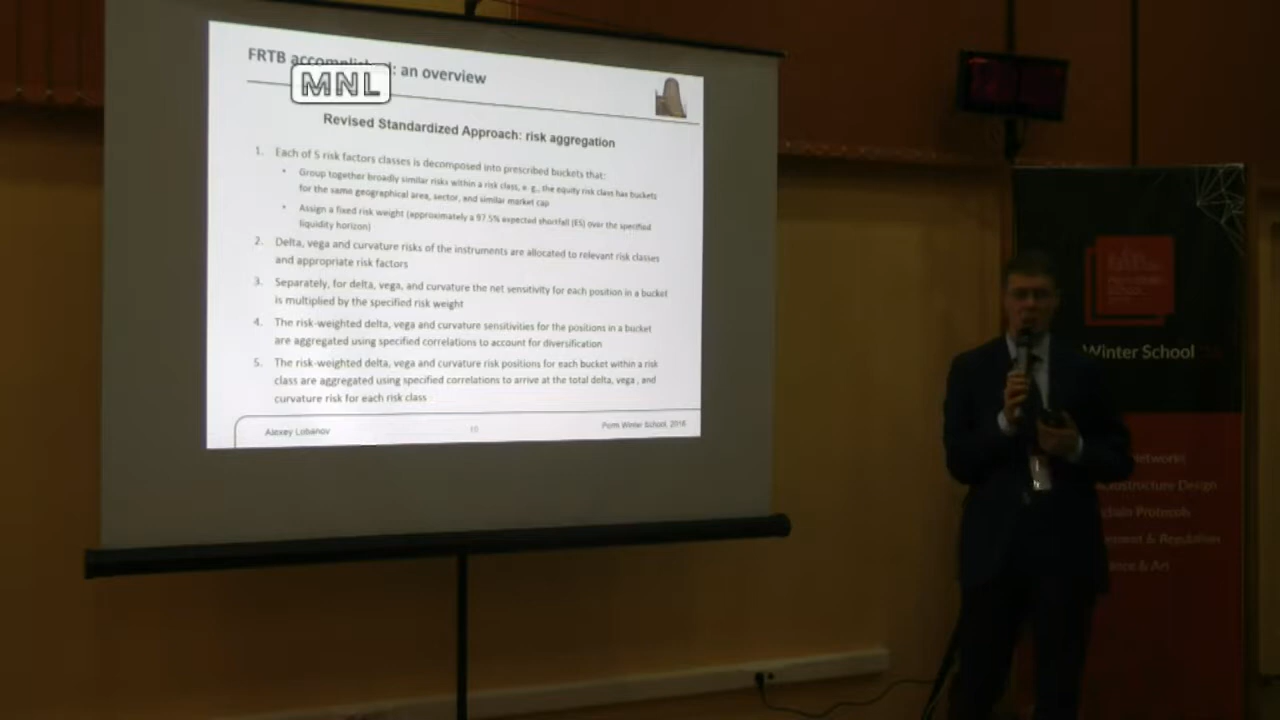 FRTB accomplished: an overview
MNL
Revised Standardized Approach: risk aggregation
1. Each of 5 risk factors classes is decomposed into prescribed buckets that:
• Group together broadly similar risks within a risk class, e. g., the equity risk class has buckets
for the same geographical area, sector, and similar market cap
• Assign a fixed risk weight (approximately a 97.5% expected shortfall (ES) over the specified
liquidity horizon)
2. Delta, vega and curvature risks of the instruments are allocated to relevant risk classes
and appropriate risk factors
3. Separately, for delta, vega, and curvature the net sensitivity for each position in a bucket
is multiplied by the specified risk weight
4. The risk-weighted delta, vega and curvature sensitivities for the positions in a bucket
are aggregated using specified correlations to account for diversification
5. The risk-weighted delta, vega and curvature risk positions for each bucket within a risk
class are aggregated using specified correlations to arrive at the total delta, vega , and
curvature risk for each risk class
Alexey Lobanov
10
Perm Winter School, 2016
Winter School
Design
Protocols
& Regulation
& Art